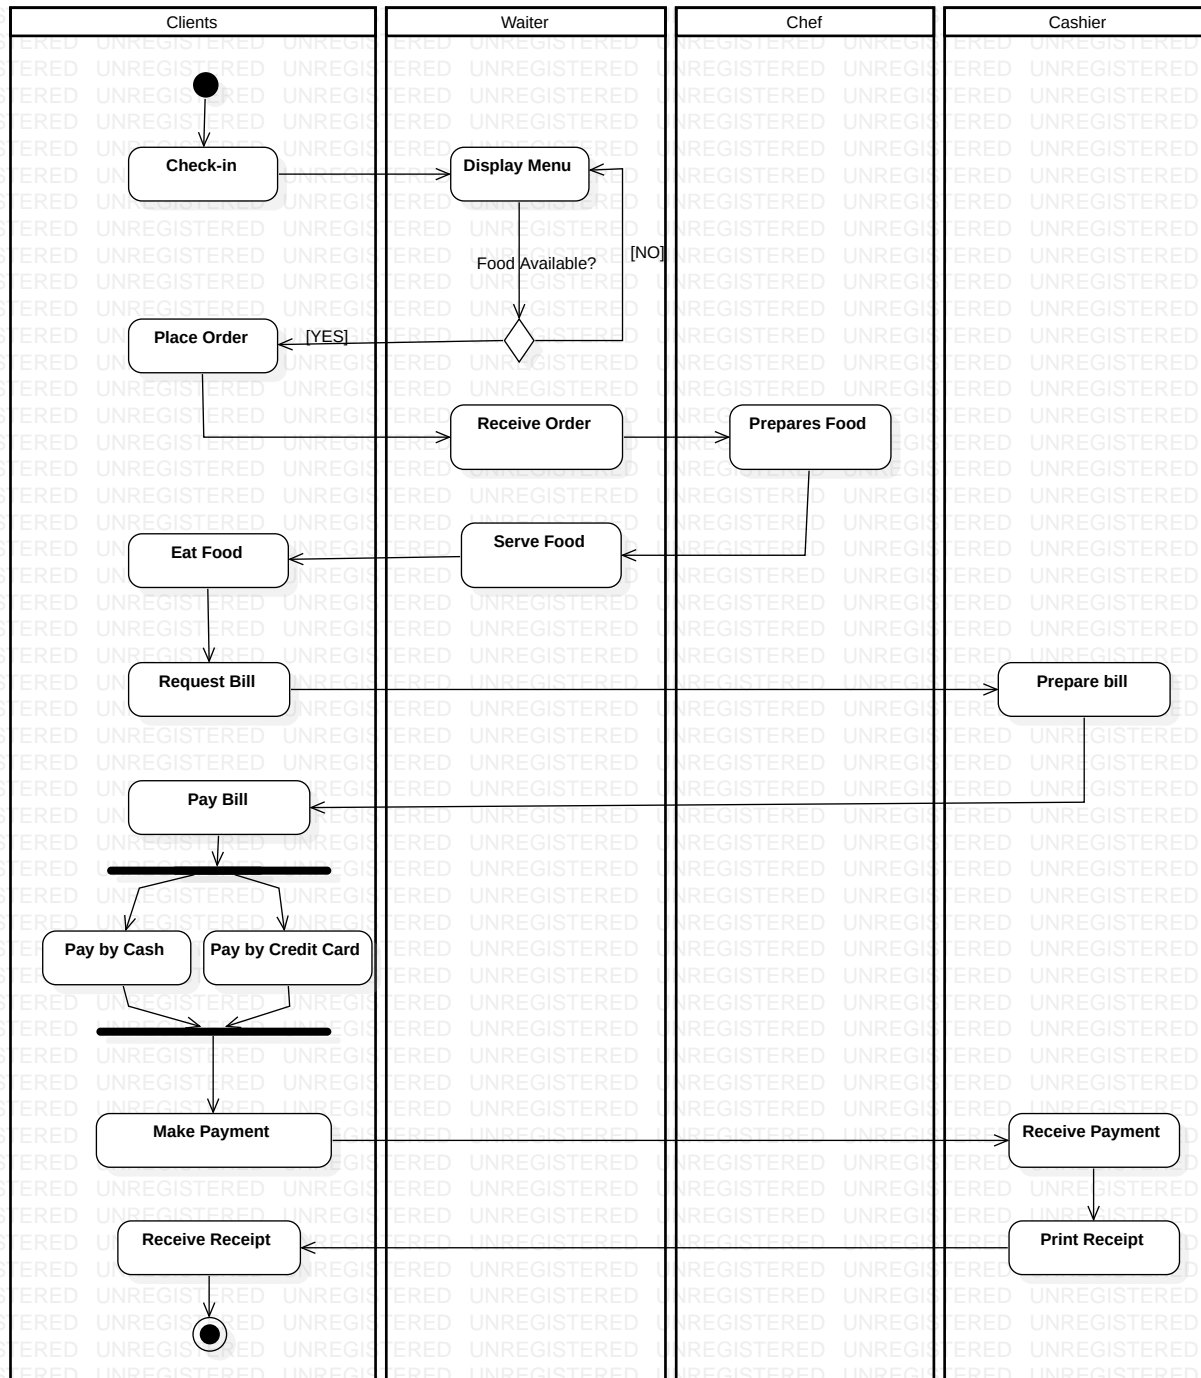 Clients
Waiter
Chef
Cashier
Check-in
Display Menu
Food Available?
[NO]
Place Order
[YES]
Receive Order
Prepares Food
Eat Food
Serve Food
Request Bill
Prepare bill
Pay Bill
Pay by Cash
Pay by Credit Card
Make Payment
Receive Payment
Receive Receipt
Print Receipt
UNREGISTERED